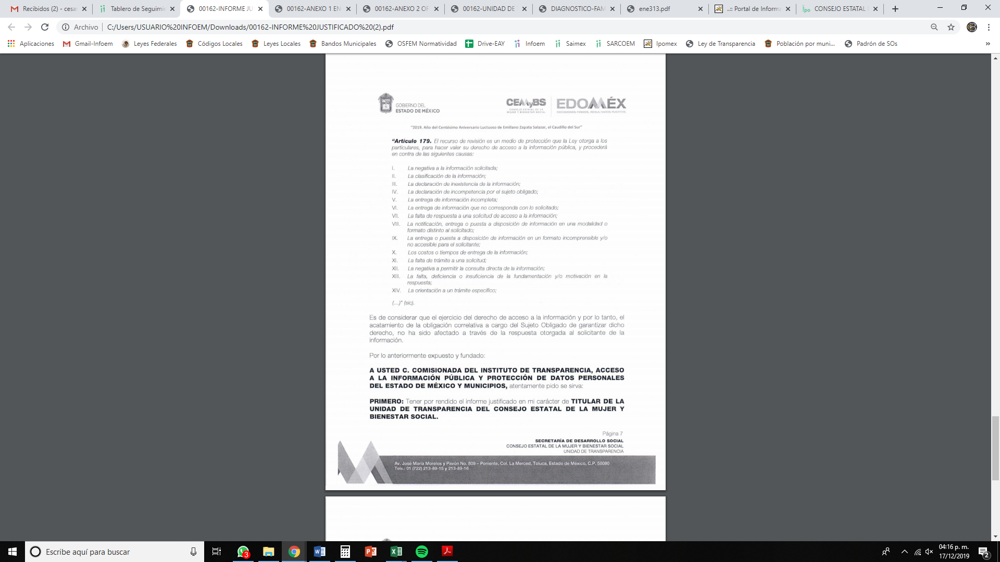 Recibidos (2) - cesa
Tablero de Seguimie
00162-INFORME JU
00162-ANEXO 1 EN
00162-ANEXO 2 OF
00162-UNIDAD DE
DIAGNOSTICO-FAM
ene313.pdf
..:: Portal de Informa
CONSEJO ESTATAL
Archivo
C:/Users/USUARIO%20INFOEM/Downloads/00162-INFORME%20JUSTIFICADO%20(2).pdf
Aplicaciones
Gmail-Infoem
Leyes Federales
Códigos Locales
Leyes Locales
Bandos Municipales
OSFEM Normatividad
Drive-EAY
Infoem
Saimex
SARCOEM
Ipomex
Ley de Transparencia
Población por muni...
Padrón de SOs
»
GOBIERNO DEL
ESTADO DE MÉXICO
CEMyBS
CONSEJO ESTATAL DE LA
MUJER Y BIENESTAR SOCIAL
EDOMÉX
DECISIONES FIRMES, RESULTADOS FUERTES.
"2019. Año del Centésimo Aniversario Luctuoso de Emiliano Zapata Salazar, el Caudillo del Sur"
"Artículo 179. El recurso de revisión es un medio de protección que la Ley otorga a los
particulares, para hacer valer su derecho de acceso a la información pública, y procederá
en contra de las siguientes causas:
I. La negativa a la información solicitada;
II. La clasificación de la información;
III. La declaración de inexistencia de la información;
IV. La declaración de incompetencia por el sujeto obligado;
V. La entrega de información incompleta;
VI. La entrega de información que no corresponda con lo solicitado;
VII. La falta de respuesta a una solicitud de acceso a la información;
VIII. La notificación, entrega o puesta a disposición de información en una modalidad o
formato distinto al solicitado;
IX. La entrega o puesta a disposición de información en un formato incomprensible y/o
no accesible para el solicitante;
X. Los costos o tiempos de entrega de la información;
XI. La falta de trámite a una solicitud;
XII. La negativa a permitir la consulta directa de la información;
XIII. La falta, deficiencia o insuficiencia de la fundamentación y/o motivación en la
respuesta;
XIV. La orientación a un trámite específico;
(...)" (sic).
Es de considerar que el ejercicio del derecho de acceso a la información y por lo tanto, el
acatamiento de la obligación correlativa a cargo del Sujeto Obligado de garantizar dicho
derecho, no ha sido afectado a través de la respuesta otorgada al solicitante de la
información.
Por lo anteriormente expuesto y fundado:
A USTED C. COMISIONADA DEL INSTITUTO DE TRANSPARENCIA, ACCESO
A LA INFORMACIÓN PÚBLICA Y PROTECCIÓN DE DATOS PERSONALES
DEL ESTADO DE MÉXICO Y MUNICIPIOS, atentamente pido se sirva:
PRIMERO: Tener por rendido el informe justificado en mi carácter de TITULAR DE LA
UNIDAD DE TRANSPARENCIA DEL CONSEJO ESTATAL DE LA MUJER Y
BIENESTAR SOCIAL.
Página 7
SECRETARÍA DE DESARROLLO SOCIAL
CONSEJO ESTATAL DE LA MUJER Y BIENESTAR SOCIAL
UNIDAD DE TRANSPARENCIA
Av. José María Morelos y Pavón No. 809 – Poniente, Col. La Merced, Toluca, Estado de México, C.P. 50080
Tels.: 01 (722) 213-89-15 y 213-89-16
Escribe aquí para buscar
3
04:16 p. m.
17/12/2019
2